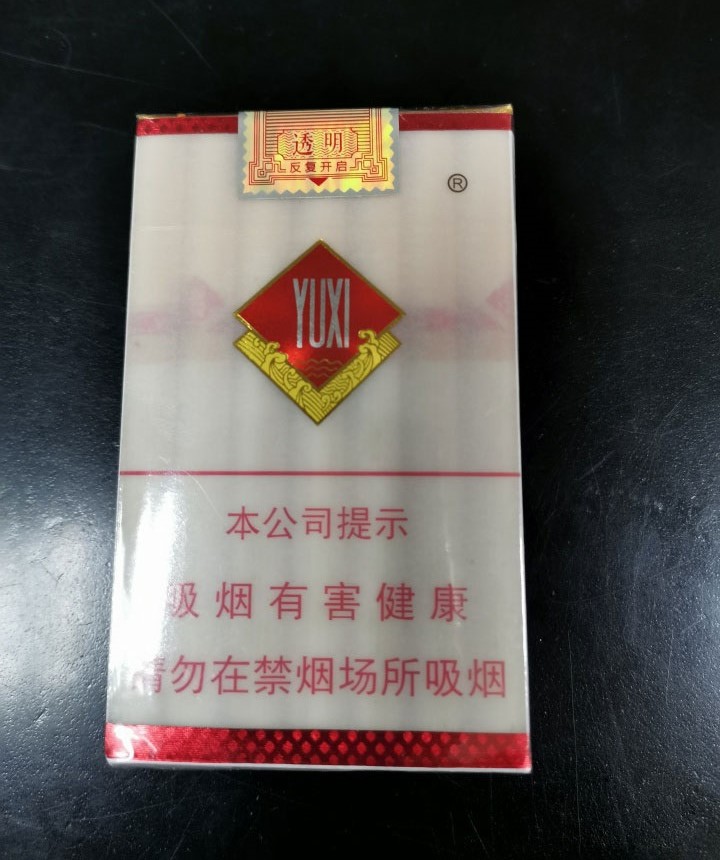 透明
反复开启
®
YUXI
本公司提示
吸烟有害健康
请勿在禁烟场所吸烟